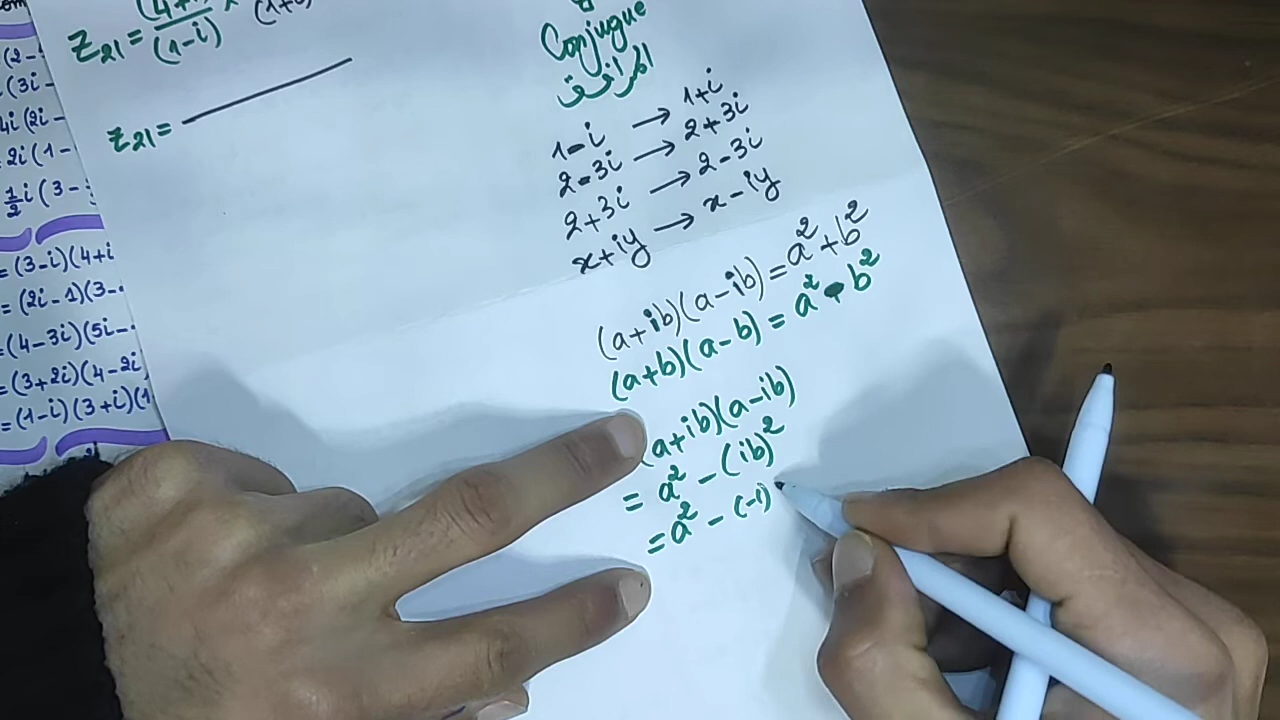 (2-
(3i-
4i(2i-
2i(1-
1/2 i(3-
=(3-i)(4+i
=(2i-1)(3-
=(4-3i)(5i-
=(3+2i)(4-2i
=(1-i)(3+i)(1
Z21 = (4+ / (1-i) × (1+
Z21 =
Conjugue
المرافق
1-i → 1+i
2-3i → 2+3i
2+3i → 2-3i
x+iy → x-iy
(a+ib)(a-ib) = a²+b²
(a+b)(a-b) = a²-b²
(a+ib)(a-ib)
= a² - (ib)²
= a² - (-1)